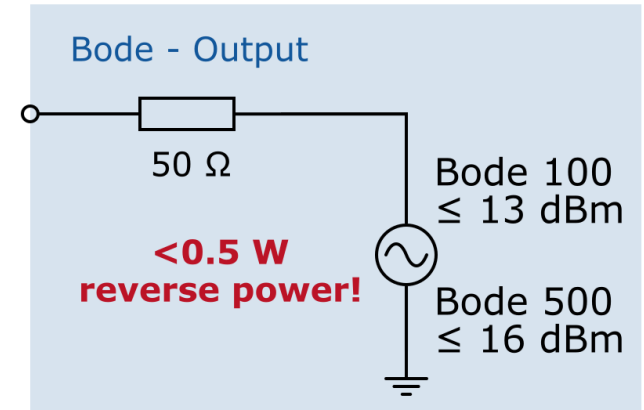 Bode - Output
50 Ω
<0.5 W
reverse power!
Bode 100
≤ 13 dBm
Bode 500
≤ 16 dBm